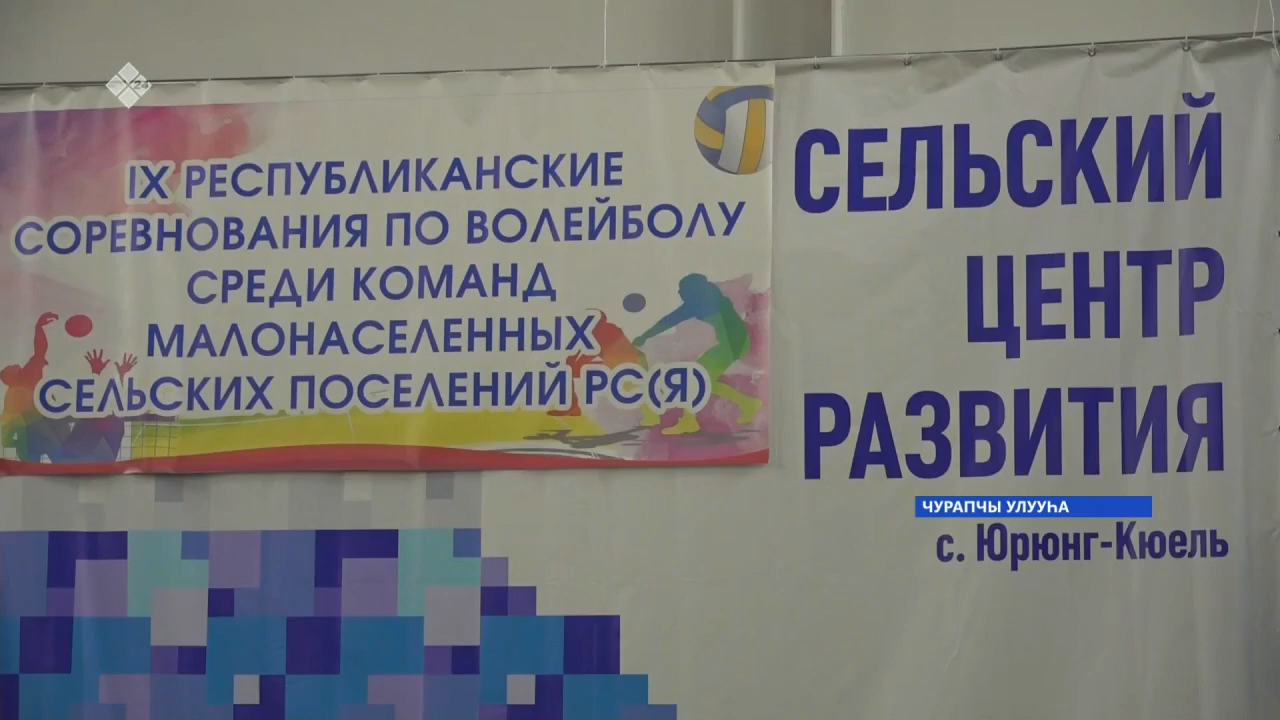 IX РЕСПУБЛИКАНСКИЕ
СОРЕВНОВАНИЯ ПО ВОЛЕЙБОЛУ
СРЕДИ КОМАНД
МАЛОНАСЕЛЕННЫХ
СЕЛЬСКИХ ПОСЕЛЕНИЙ РС(Я)
СЕЛЬСКИЙ
ЦЕНТР
РАЗВИТИЯ
ЧУРАПЧЫ УЛУУҺА
с. Юрюнг-Кюель